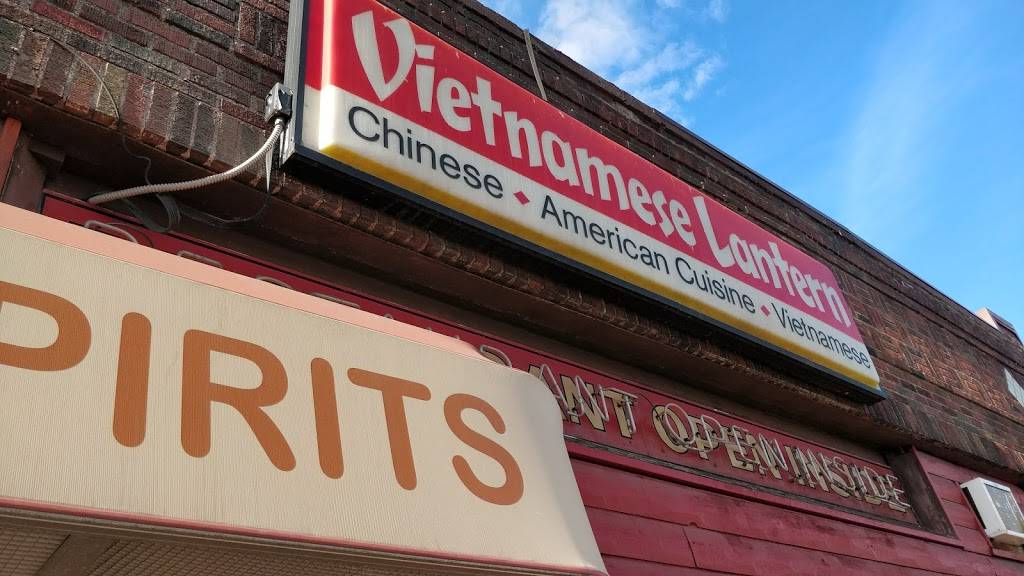 Vietnamese Lantern
Chinese ♦ American Cuisine ♦ Vietnamese
PIRITS
ANT OPEN INSIDE